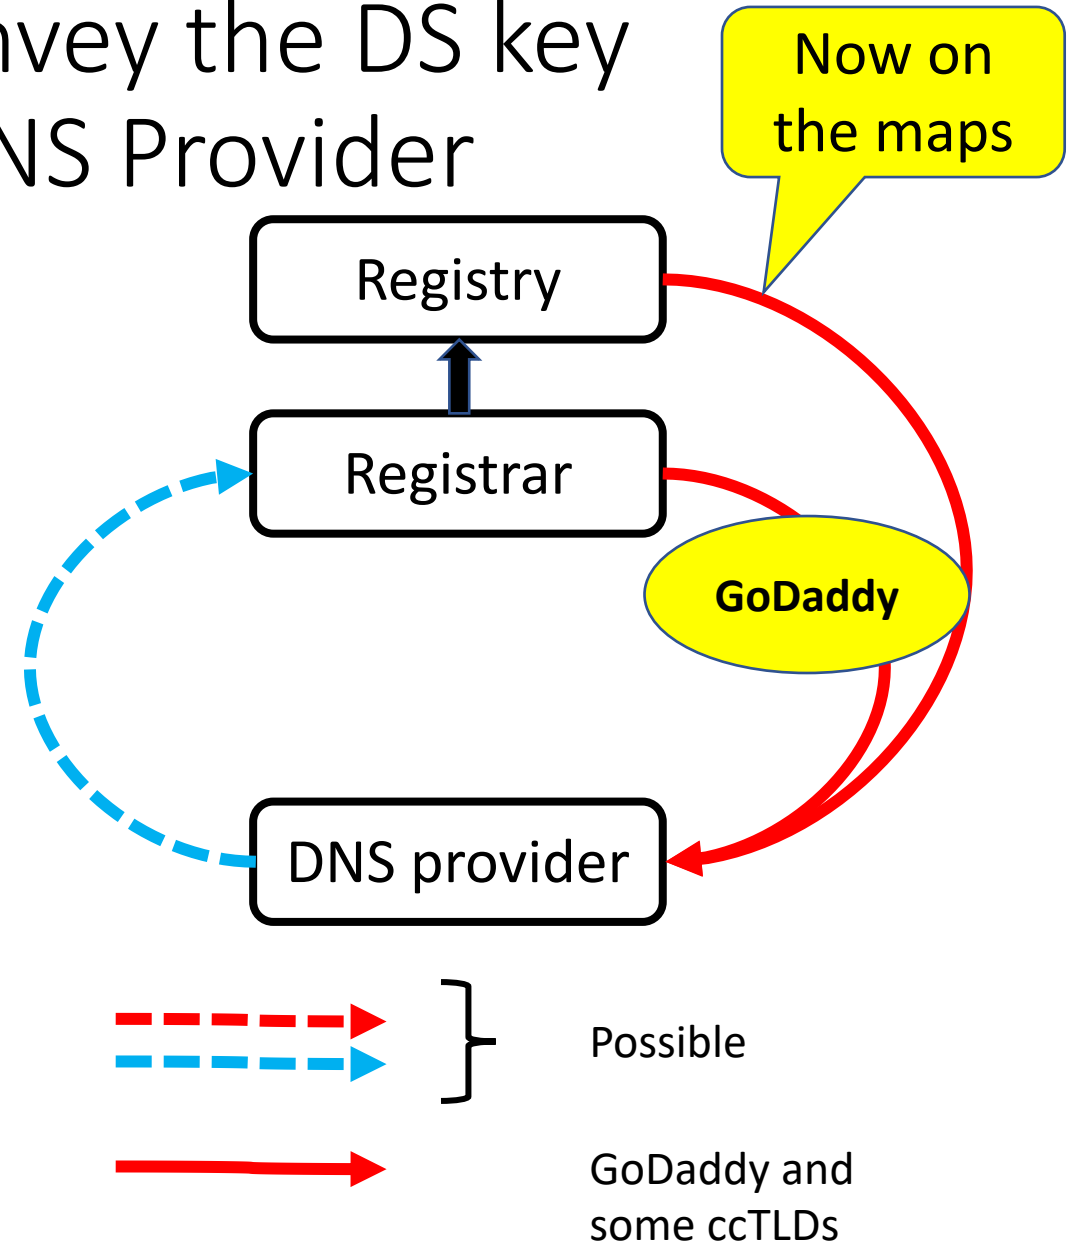 nvey the DS key
NS Provider
Now on
the maps
Registry
Registrar
GoDaddy
DNS provider
Possible
GoDaddy and
some ccTLDs